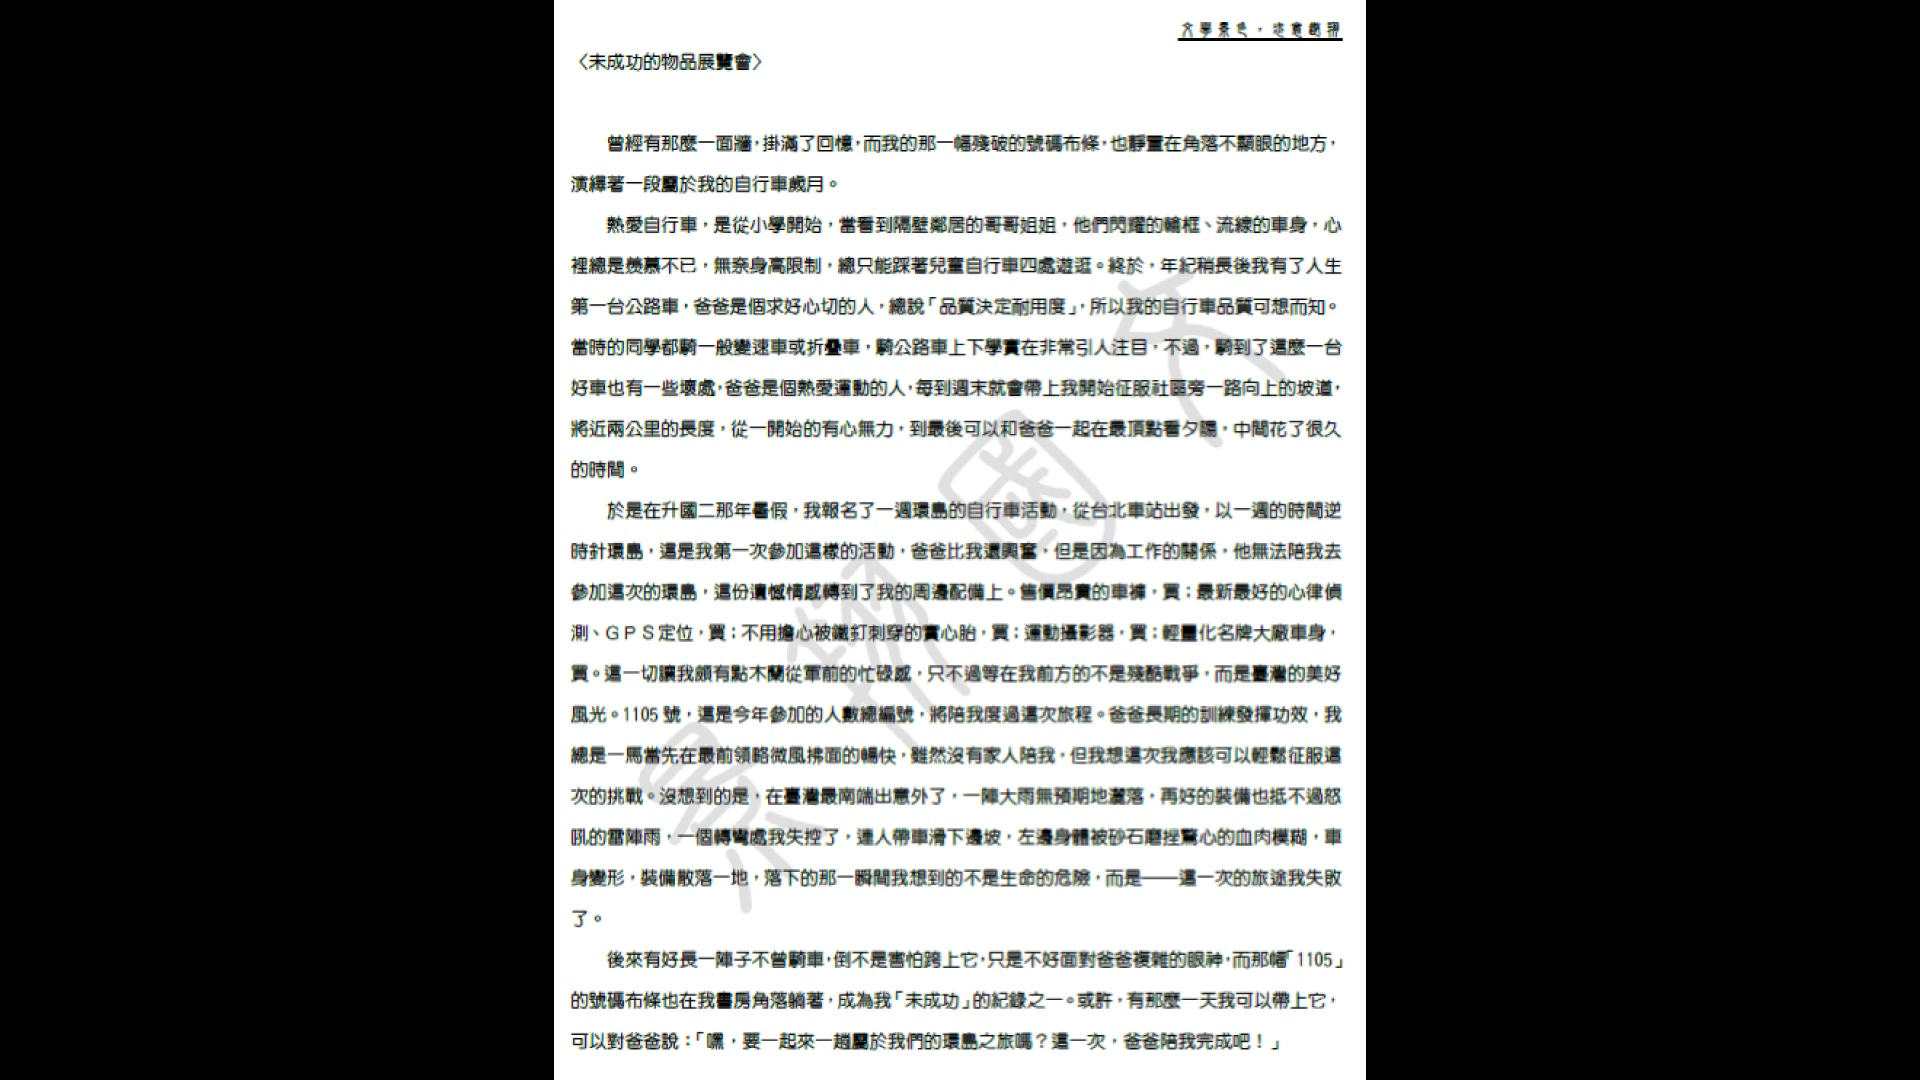 文學景色，恣意翱翔
〈未成功的物品展覽會〉
曾經有那麼一面牆，掛滿了回憶，而我的那一幅殘破的號碼布條，也靜置在角落不顯眼的地方，
演繹著一段屬於我的自行車歲月。
熱愛自行車，是從小學開始，當看到隔壁鄰居的哥哥姐姐，他們閃耀的輪框、流線的車身，心
裡總是羨慕不已，無奈身高限制，總只能踩著兒童自行車四處遊逛。終於，年紀稍長後我有了人生
第一台公路車，爸爸是個求好心切的人，總說「品質決定耐用度」，所以我的自行車品質可想而知。
當時的同學都騎一般變速車或折疊車，騎公路車上下學實在非常引人注目，不過，騎到了這麼一台
好車也有一些壞處，爸爸是個熱愛運動的人，每到週末就會帶上我開始征服社區旁一路向上的坡道，
將近兩公里的長度，從一開始的有心無力，到最後可以和爸爸一起在最頂點看夕陽，中間花了很久
的時間。
於是在升國二那年暑假，我報名了一週環島的自行車活動，從台北車站出發，以一週的時間逆
時針環島，這是我第一次參加這樣的活動，爸爸比我還興奮，但是因為工作的關係，他無法陪我去
參加這次的環島，這份遺憾情感轉到了我的周邊配備上。售價昂貴的車褲，買；最新最好的心律偵
測、ＧＰＳ定位，買；不用擔心被鐵釘刺穿的實心胎，買；運動攝影器，買；輕量化名牌大廠車身，
買。這一切讓我頗有點木蘭從軍前的忙碌感，只不過等在我前方的不是殘酷戰爭，而是臺灣的美好
風光。1105 號，這是今年參加的人數總編號，將陪我度過這次旅程。爸爸長期的訓練發揮功效，我
總是一馬當先在最前領略微風拂面的暢快，雖然沒有家人陪我，但我想這次我應該可以輕鬆征服這
次的挑戰。沒想到的是，在臺灣最南端出意外了，一陣大雨無預期地灑落，再好的裝備也抵不過怒
吼的雷陣雨，一個轉彎處我失控了，連人帶車滑下邊坡，左邊身體被砂石磨挫驚心的血肉模糊，車
身變形，裝備散落一地，落下的那一瞬間我想到的不是生命的危險，而是——這一次的旅途我失敗
了。
後來有好長一陣子不曾騎車，倒不是害怕跨上它，只是不好面對爸爸複雜的眼神，而那幅「1105」
的號碼布條也在我書房角落躺著，成為我「未成功」的紀錄之一。或許，有那麼一天我可以帶上它，
可以對爸爸說：「嘿，要一起來一趟屬於我們的環島之旅嗎？這一次，爸爸陪我完成吧！」
景翔國文